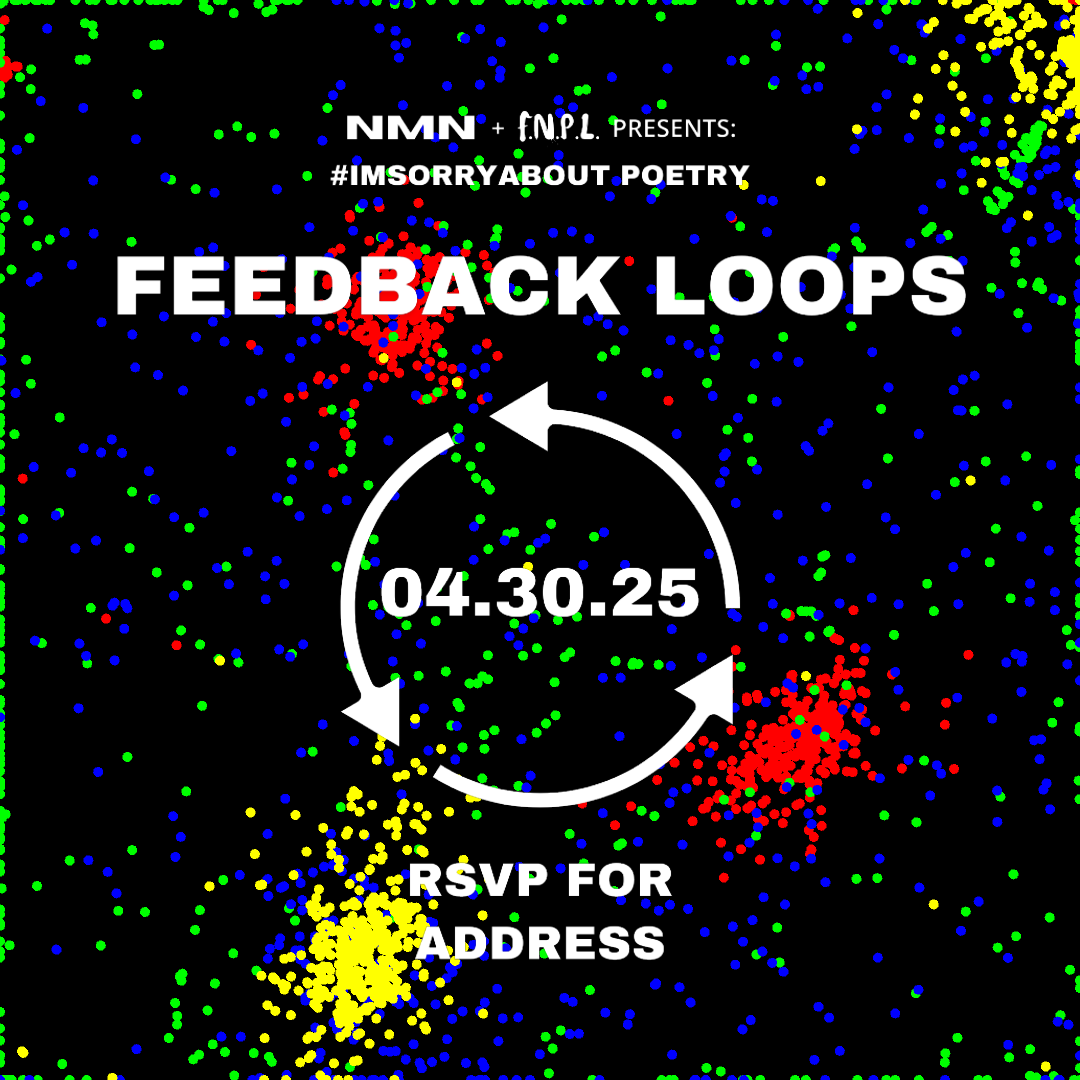 NMN + F.N.P.L. PRESENTS:
#IMSORRYABOUT POETRY
FEEDBACK LOOPS
04.30.25
RSVP FOR
ADDRESS